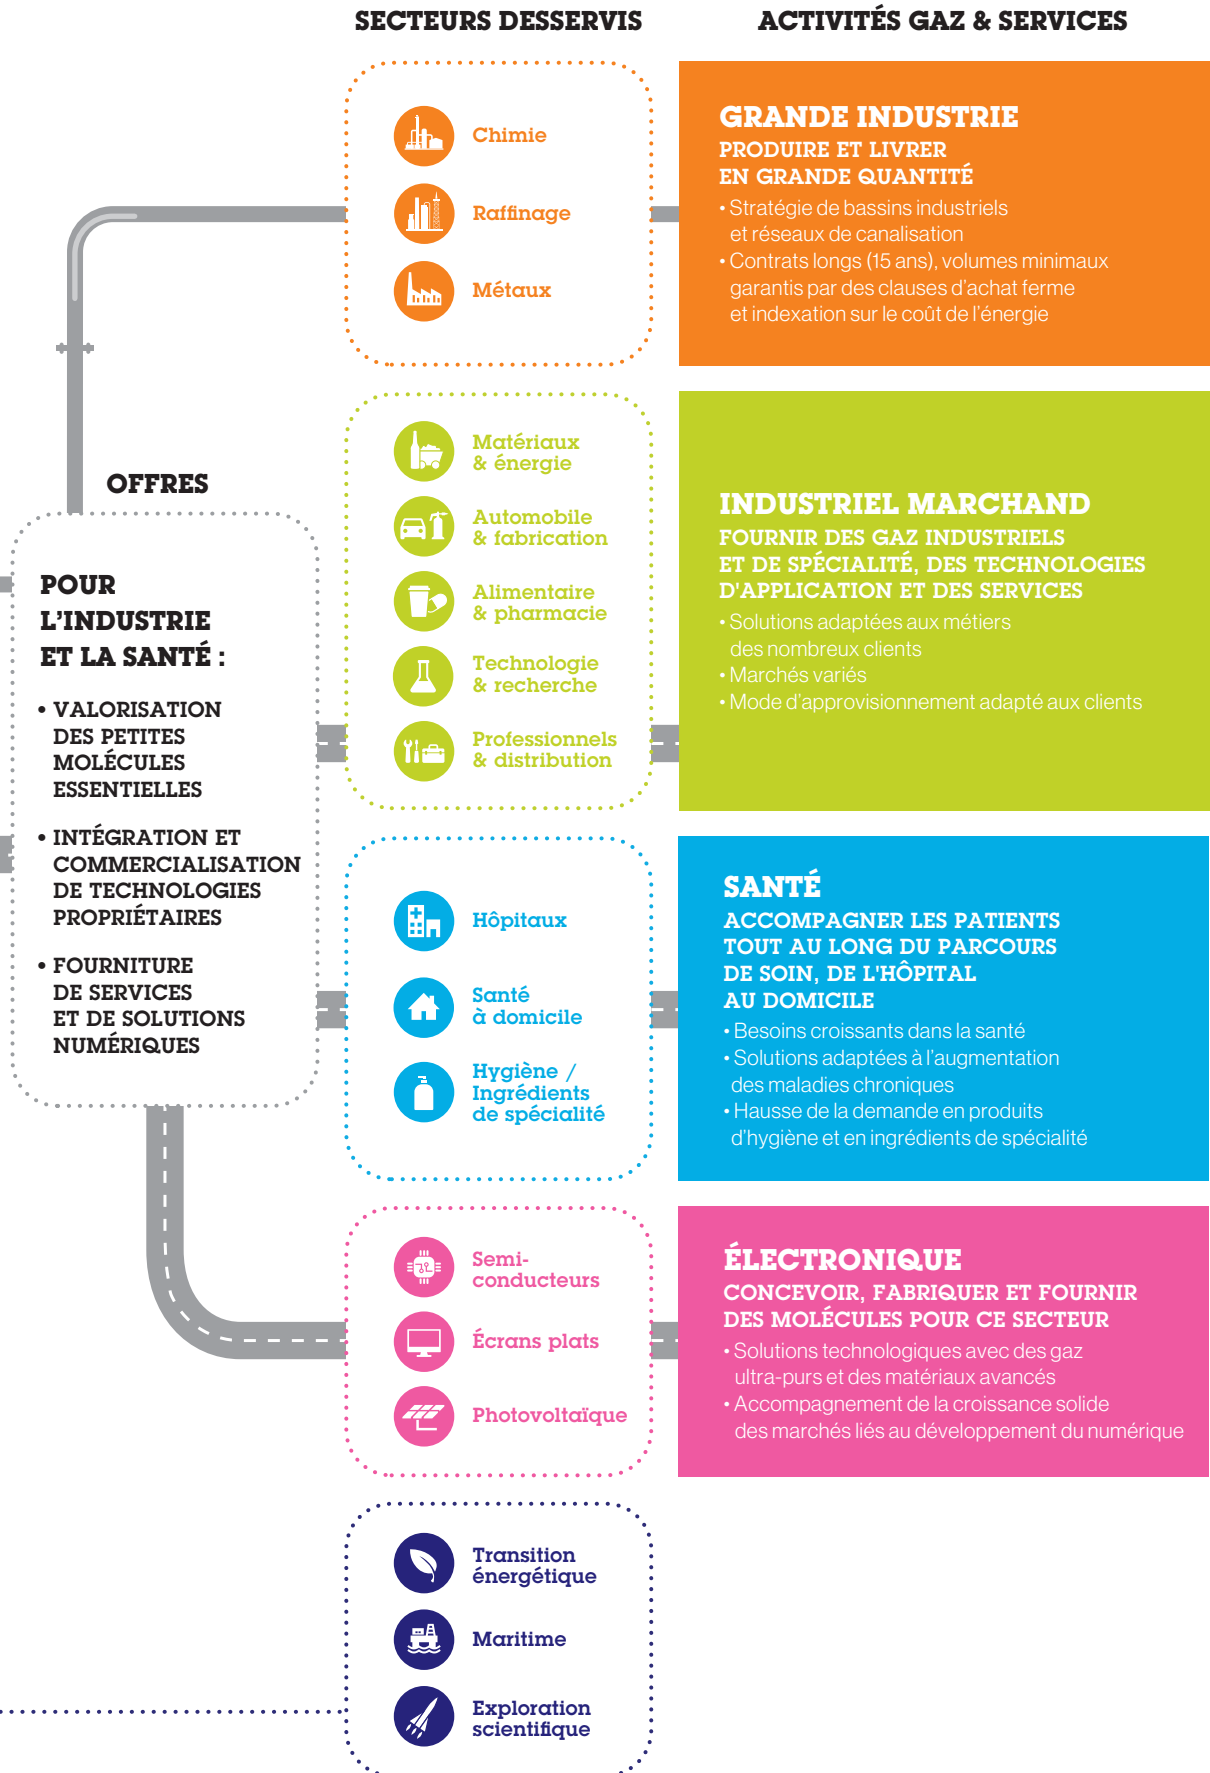 SECTEURS DESSERVIS
ACTIVITÉS GAZ & SERVICES
OFFRES
POUR
L’INDUSTRIE
ET LA SANTÉ :
• VALORISATION
DES PETITES
MOLÉCULES
ESSENTIELLES
• INTÉGRATION ET
COMMERCIALISATION
DE TECHNOLOGIES
PROPRIÉTAIRES
• FOURNITURE
DE SERVICES
ET DE SOLUTIONS
NUMÉRIQUES
Chimie
Raffinage
Métaux
GRANDE INDUSTRIE
PRODUIRE ET LIVRER
EN GRANDE QUANTITÉ
• Stratégie de bassins industriels
et réseaux de canalisation
• Contrats longs (15 ans), volumes minimaux
garantis par des clauses d’achat ferme
et indexation sur le coût de l’énergie
Matériaux
& énergie
Automobile
& fabrication
Alimentaire
& pharmacie
Technologie
& recherche
Professionnels
& distribution
INDUSTRIEL MARCHAND
FOURNIR DES GAZ INDUSTRIELS
ET DE SPÉCIALITÉ, DES TECHNOLOGIES
D'APPLICATION ET DES SERVICES
• Solutions adaptées aux métiers
des nombreux clients
• Marchés variés
• Mode d’approvisionnement adapté aux clients
Hôpitaux
Santé
à domicile
Hygiène /
Ingrédients
de spécialité
SANTÉ
ACCOMPAGNER LES PATIENTS
TOUT AU LONG DU PARCOURS
DE SOIN, DE L'HÔPITAL
AU DOMICILE
• Besoins croissants dans la santé
• Solutions adaptées à l’augmentation
des maladies chroniques
• Hausse de la demande en produits
d’hygiène et en ingrédients de spécialité
Semi-
conducteurs
Écrans plats
Photovoltaïque
ÉLECTRONIQUE
CONCEVOIR, FABRIQUER ET FOURNIR
DES MOLÉCULES POUR CE SECTEUR
• Solutions technologiques avec des gaz
ultra-purs et des matériaux avancés
• Accompagnement de la croissance solide
des marchés liés au développement du numérique
Transition
énergétique
Maritime
Exploration
scientifique